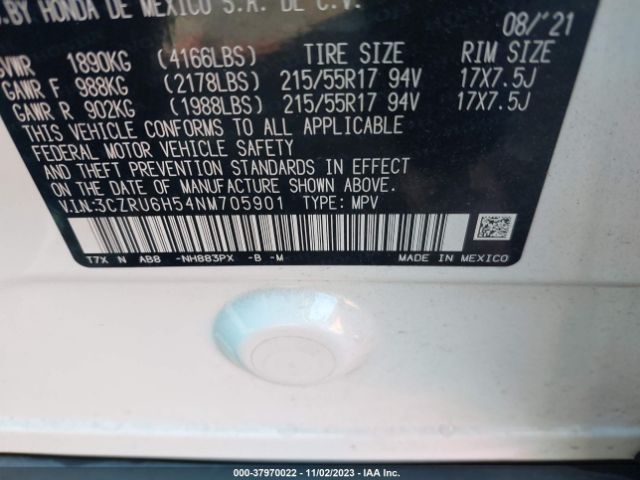 .BY HONDA DE MEXICO S.A. DE C.V. 08/'21
GVWR 1890KG (4166LBS) TIRE SIZE RIM SIZE
GAWR F 988KG (2178LBS) 215/55R17 94V 17X7.5J
GAWR R 902KG (1988LBS) 215/55R17 94V 17X7.5J
THIS VEHICLE CONFORMS TO ALL APPLICABLE
FEDERAL MOTOR VEHICLE SAFETY
AND THEFT PREVENTION STANDARDS IN EFFECT
ON THE DATE OF MANUFACTURE SHOWN ABOVE.
V.I.N:3CZRU6H54NM705901 TYPE: MPV
T7X N AB8 -NH883PX -B -M MADE IN MEXICO
000-37970022 - 11/02/2023 - IAA Inc.